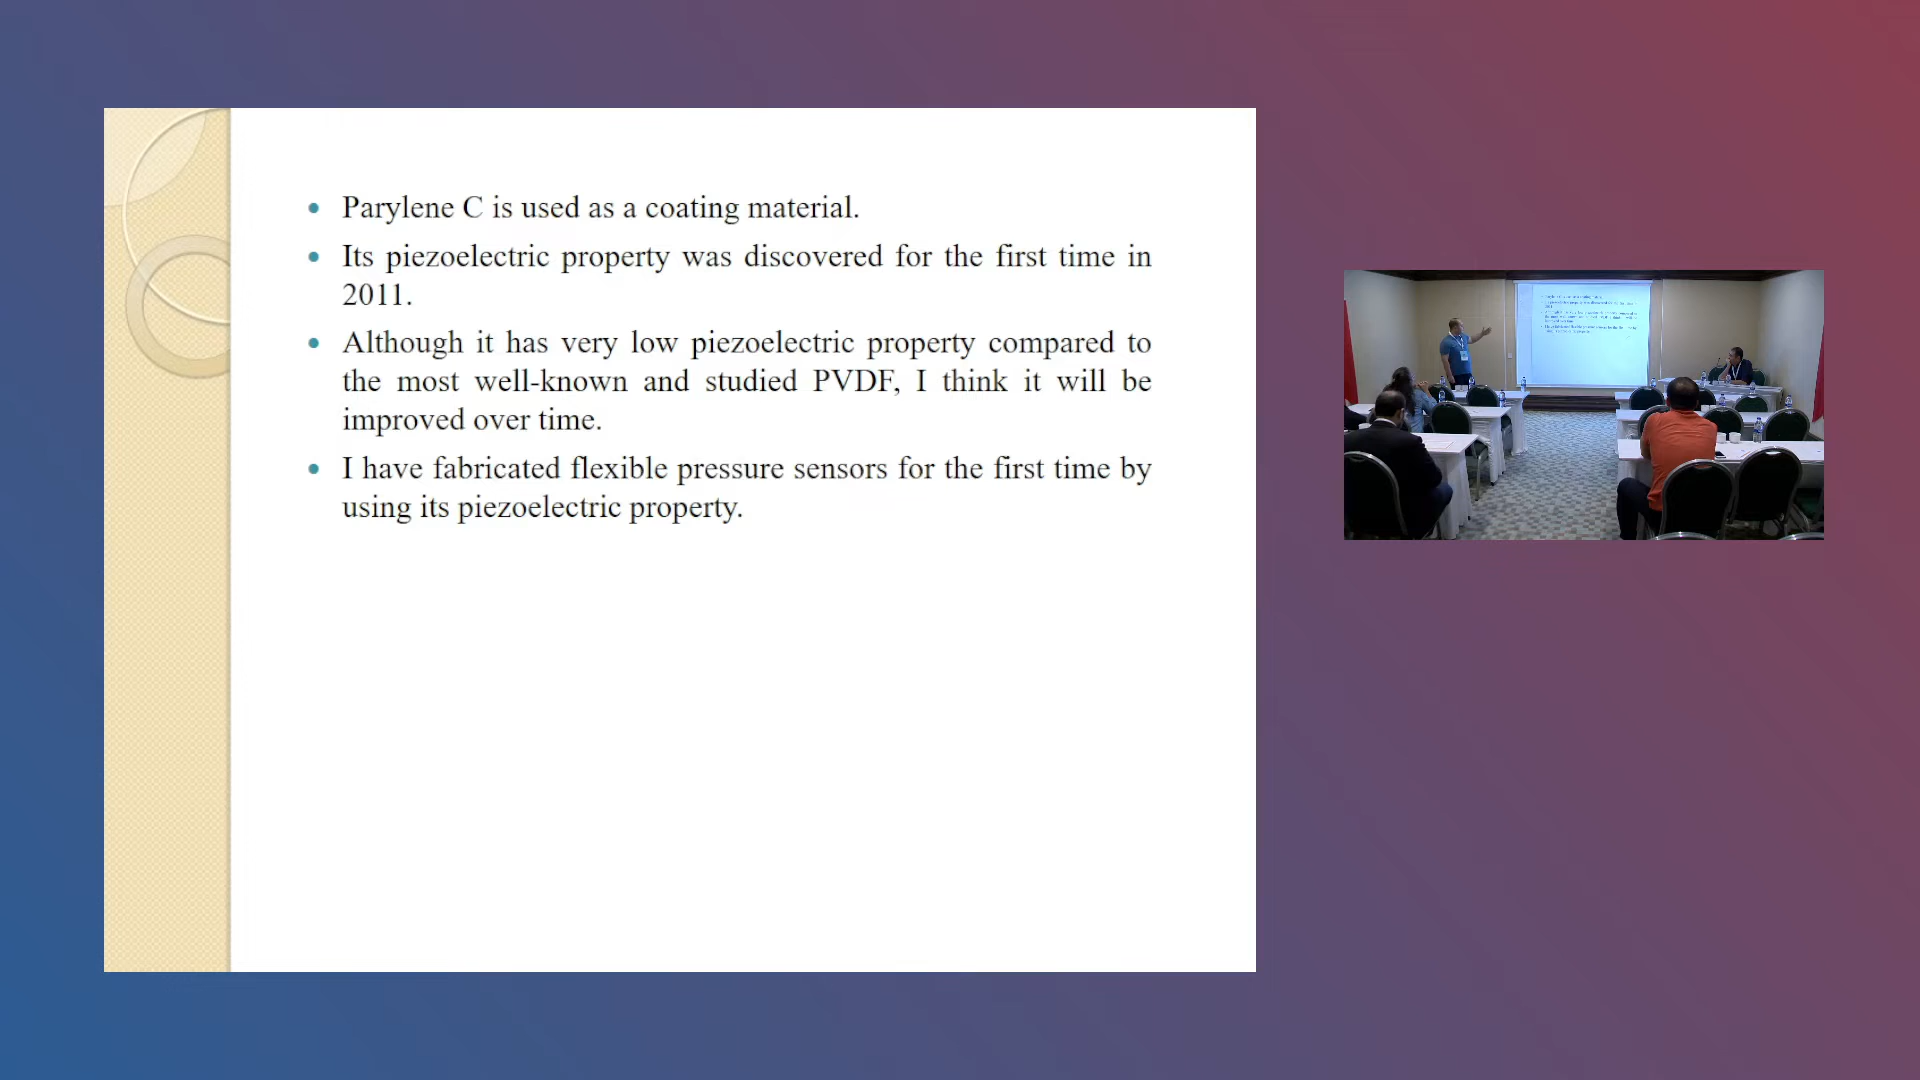 Parylene C is used as a coating material.
Its piezoelectric property was discovered for the first time in
2011.
Although it has very low piezoelectric property compared to
the most well-known and studied PVDF, I think it will be
improved over time.
I have fabricated flexible pressure sensors for the first time by
using its piezoelectric property.